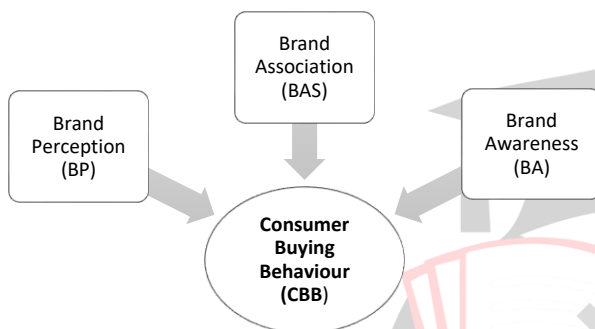 Brand
Association
(BAS)
Brand
Perception
(BP)
Brand
Awareness
(BA)
Consumer
Buying
Behaviour
(CBB)